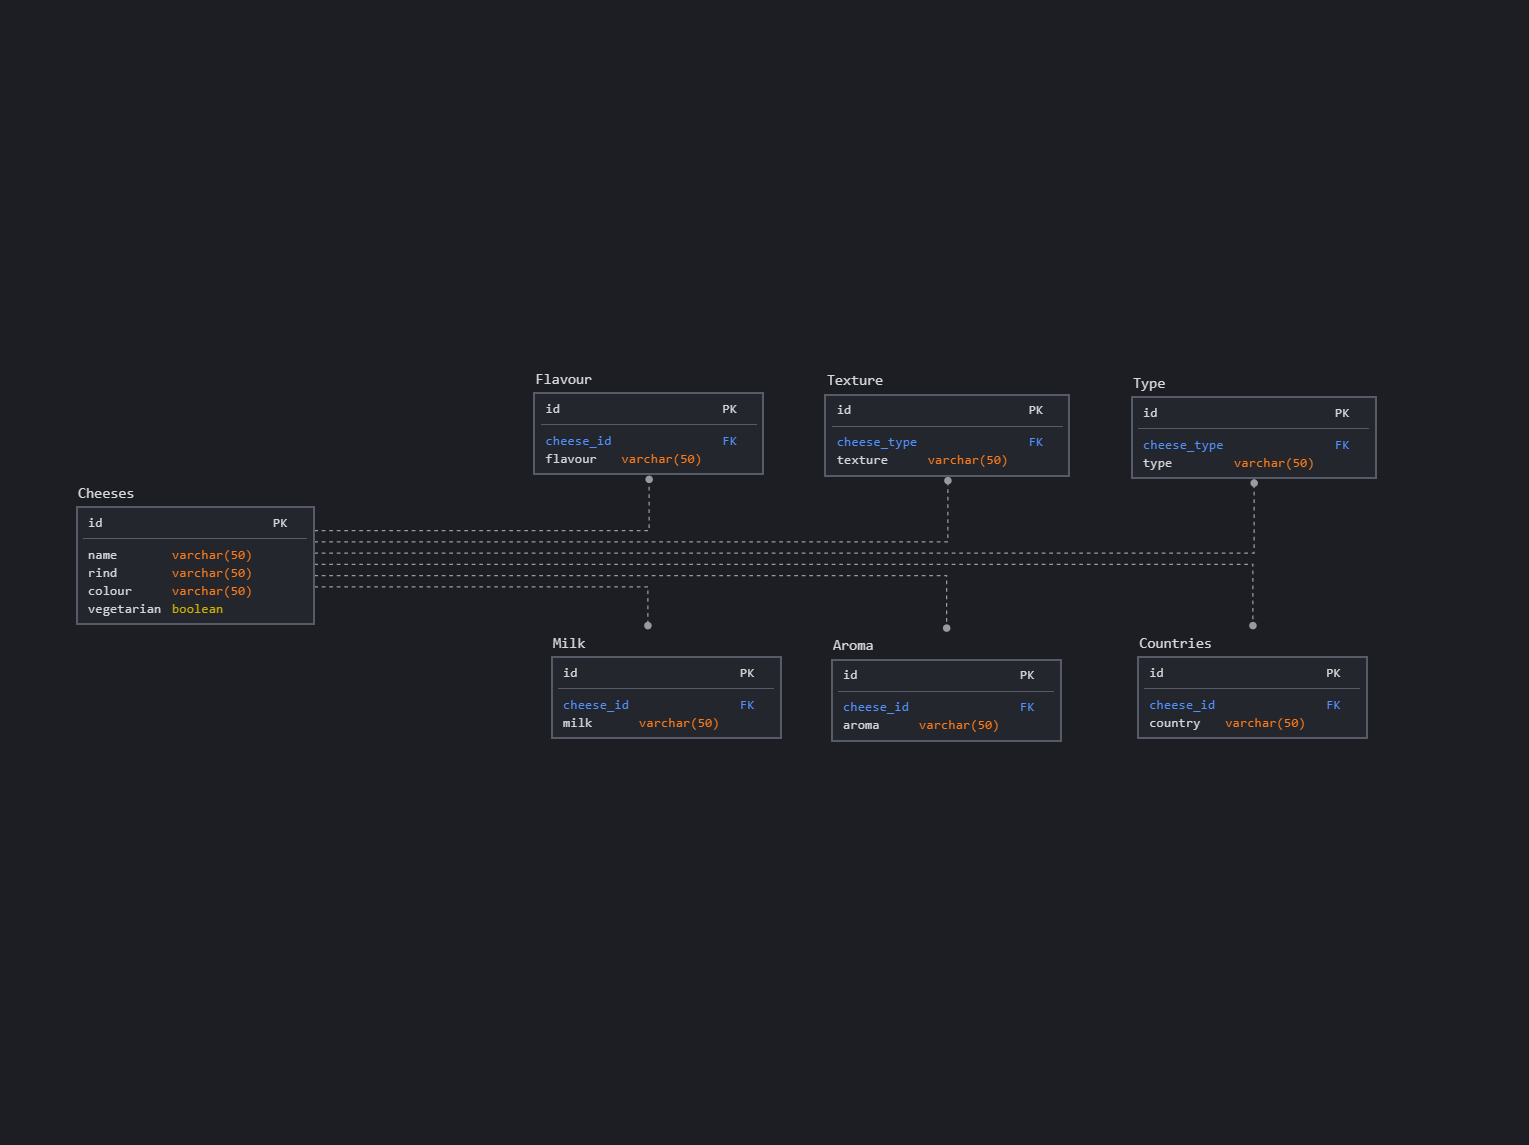 Flavour
id PK
cheese_id FK
flavour varchar(50)
Texture
id PK
cheese_type FK
texture varchar(50)
Type
id PK
cheese_type FK
type varchar(50)
Cheeses
id PK
name varchar(50)
rind varchar(50)
colour varchar(50)
vegetarian boolean
Milk
id PK
cheese_id FK
milk varchar(50)
Aroma
id PK
cheese_id FK
aroma varchar(50)
Countries
id PK
cheese_id FK
country varchar(50)